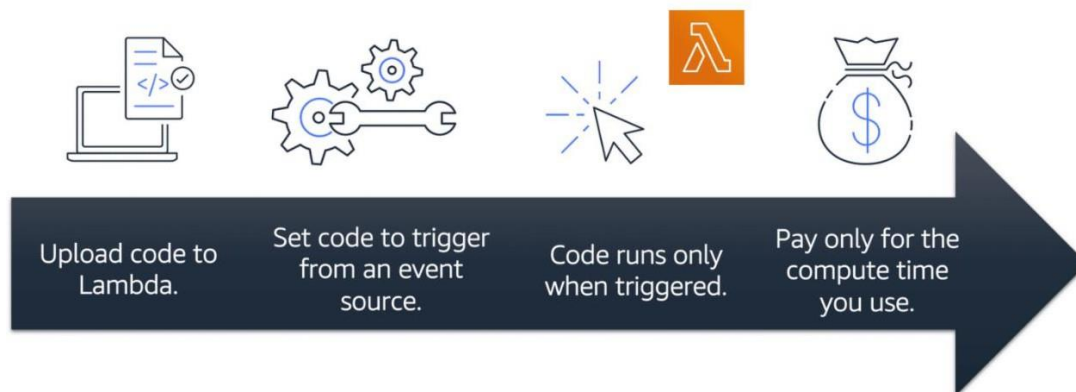 </>
$
Upload code to
Lambda.
Set code to trigger
from an event
source.
Code runs only
when triggered.
Pay only for the
compute time
you use.